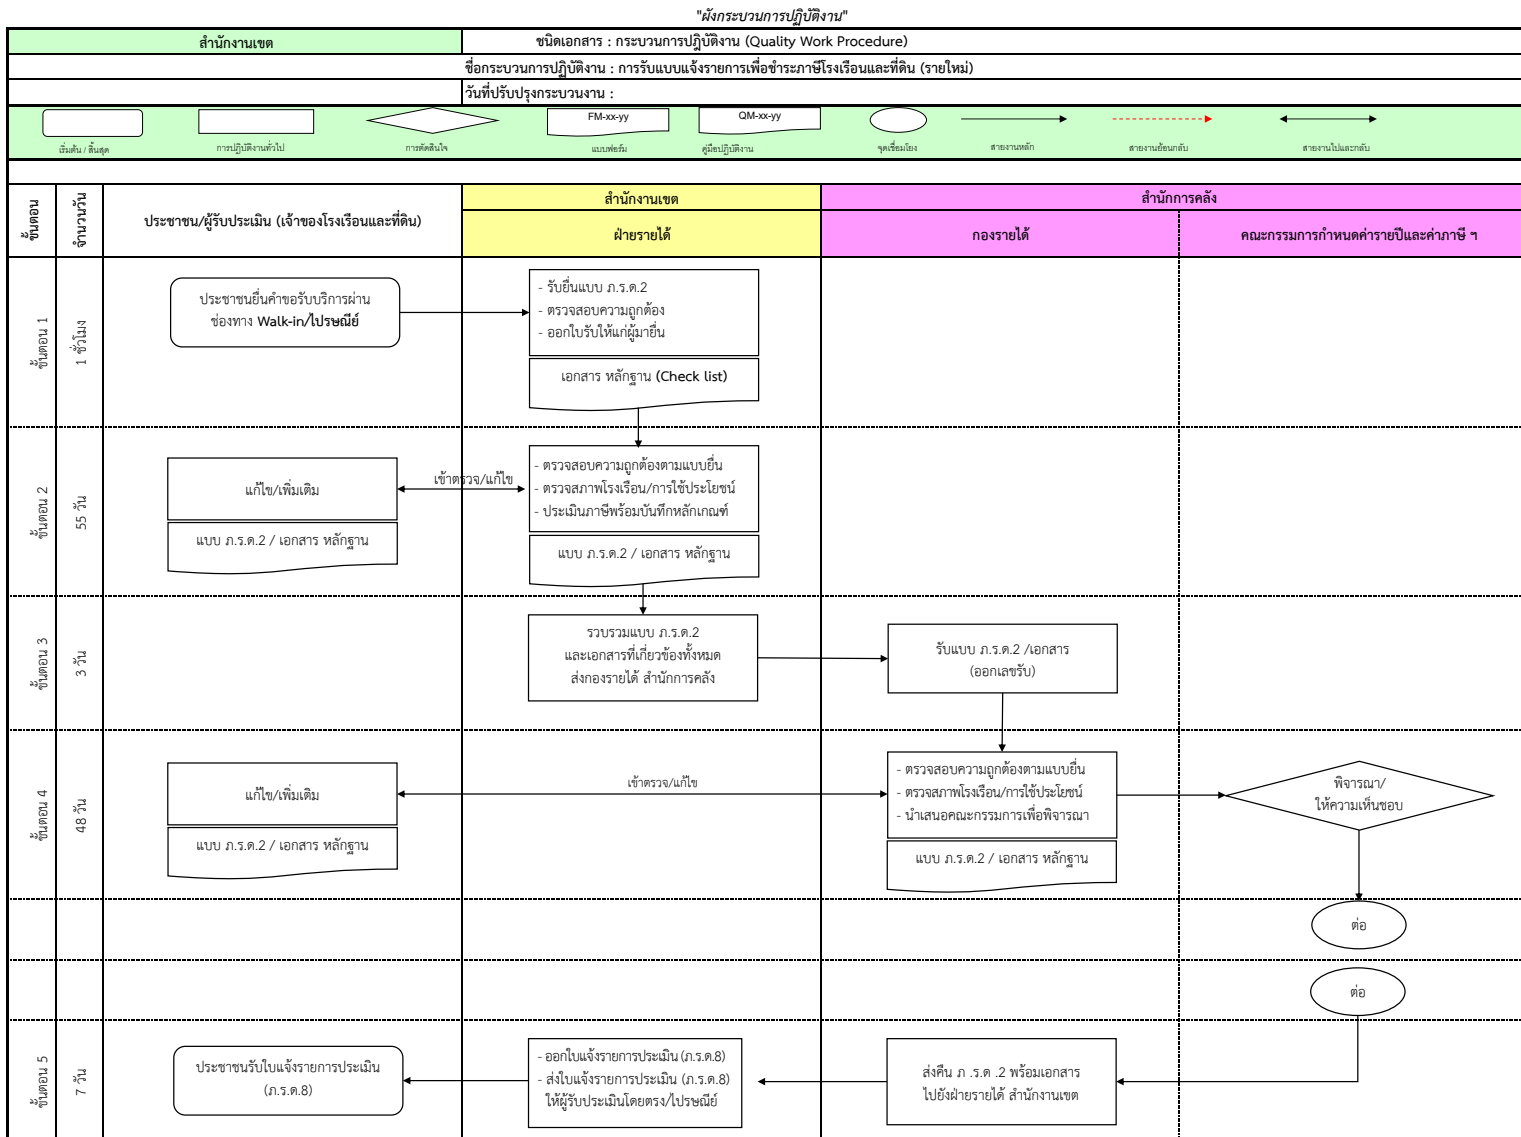 "ผังกระบวนการปฏิบัติงาน"
สำนักงานเขต
ชนิดเอกสาร : กระบวนการปฏิบัติงาน (Quality Work Procedure)
ชื่อกระบวนการปฏิบัติงาน : การรับแบบแจ้งรายการเพื่อชำระภาษีโรงเรือนและที่ดิน (รายใหม่)
วันที่ปรับปรุงกระบวนงาน :
FM-xx-yy
QM-xx-yy
เริ่มต้น / สิ้นสุด
การปฏิบัติงานทั่วไป
การตัดสินใจ
แบบฟอร์ม
คู่มือปฏิบัติงาน
จุดเชื่อมโยง
สายงานหลัก
สายงานย้อนกลับ
สายงานไปและกลับ
ขั้นตอน
จำนวนวัน
ประชาชน/ผู้รับประเมิน (เจ้าของโรงเรือนและที่ดิน)
สำนักงานเขต
สำนักการคลัง
ฝ่ายรายได้
กองรายได้
คณะกรรมการกำหนดค่ารายปีและค่าภาษี ฯ
ขั้นตอน 1
1 ชั่วโมง
ประชาชนยื่นคำขอรับบริการผ่าน
ช่องทาง Walk-in/ไปรษณีย์
- รับยื่นแบบ ภ.ร.ด.2
- ตรวจสอบความถูกต้อง
- ออกใบรับให้แก่ผู้มายื่น
เอกสาร หลักฐาน (Check list)
ขั้นตอน 2
55 วัน
แก้ไข/เพิ่มเติม
แบบ ภ.ร.ด.2 / เอกสาร หลักฐาน
เข้าตรวจ/แก้ไข
- ตรวจสอบความถูกต้องตามแบบยื่น
- ตรวจสภาพโรงเรือน/การใช้ประโยชน์
- ประเมินภาษีพร้อมบันทึกหลักเกณฑ์
แบบ ภ.ร.ด.2 / เอกสาร หลักฐาน
ขั้นตอน 3
3 วัน
รวบรวมแบบ ภ.ร.ด.2
และเอกสารที่เกี่ยวข้องทั้งหมด
ส่งกองรายได้ สำนักการคลัง
รับแบบ ภ.ร.ด.2 /เอกสาร
(ออกเลขรับ)
ขั้นตอน 4
48 วัน
แก้ไข/เพิ่มเติม
แบบ ภ.ร.ด.2 / เอกสาร หลักฐาน
เข้าตรวจ/แก้ไข
- ตรวจสอบความถูกต้องตามแบบยื่น
- ตรวจสภาพโรงเรือน/การใช้ประโยชน์
- นำเสนอคณะกรรมการเพื่อพิจารณา
แบบ ภ.ร.ด.2 / เอกสาร หลักฐาน
พิจารณา/
ให้ความเห็นชอบ
ต่อ
ต่อ
ขั้นตอน 5
7 วัน
ประชาชนรับใบแจ้งรายการประเมิน
(ภ.ร.ด.8)
- ออกใบแจ้งรายการประเมิน (ภ.ร.ด.8)
- ส่งใบแจ้งรายการประเมิน (ภ.ร.ด.8)
ให้ผู้รับประเมินโดยตรง/ไปรษณีย์
ส่งคืน ภ .ร.ด .2 พร้อมเอกสาร
ไปยังฝ่ายรายได้ สำนักงานเขต